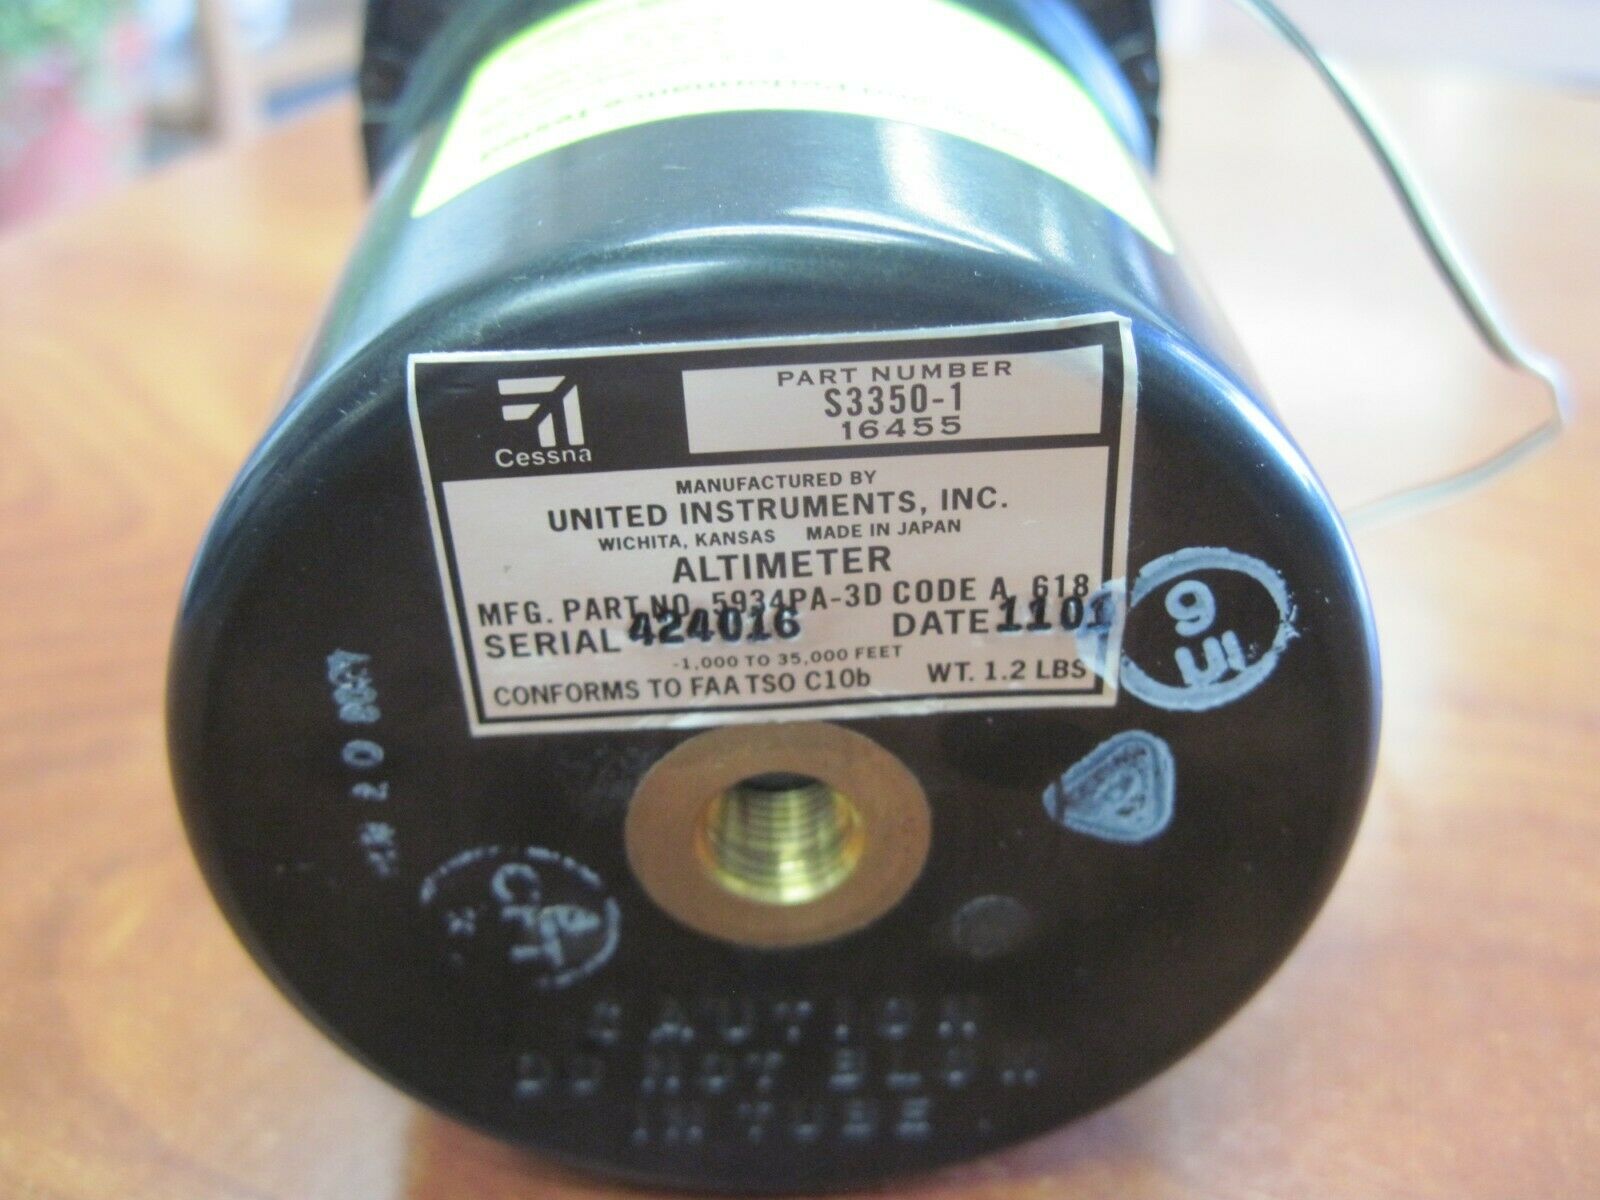 Cessna
PART NUMBER
S3350-1
16455
MANUFACTURED BY
UNITED INSTRUMENTS, INC.
WICHITA, KANSAS MADE IN JAPAN
ALTIMETER
MFG. PART NO. 5934PA-3D CODE A. 618
SERIAL 424016 DATE 1101
-1,000 TO 35,000 FEET
CONFORMS TO FAA TSO C10b WT. 1.2 LBS
9
UI
CAUTION
DO NOT BLOW
IN TUBE